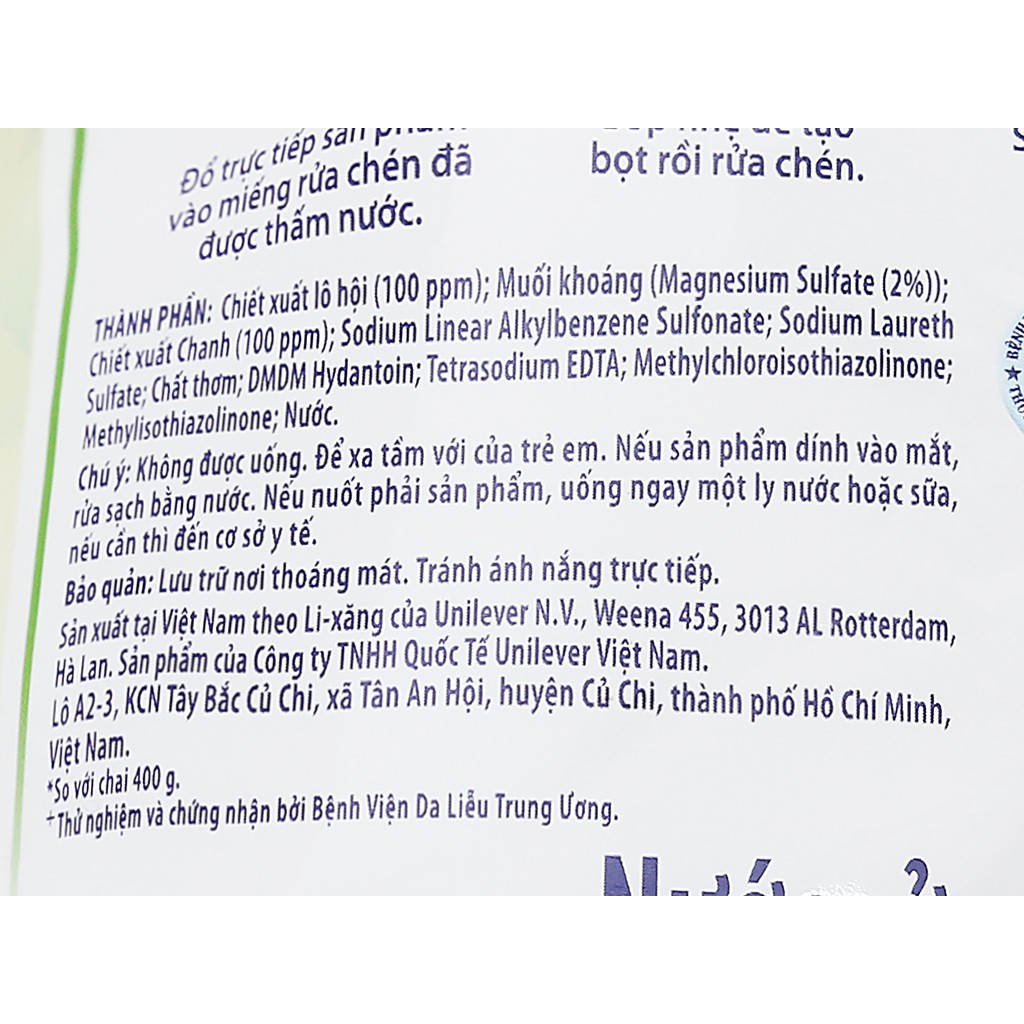 Đổ trực tiếp sản phẩm
vào miếng rửa chén đã
được thấm nước.
bọt rồi rửa chén.
THÀNH PHẦN: Chiết xuất lô hội (100 ppm); Muối khoáng (Magnesium Sulfate (2%));
Chiết xuất Chanh (100 ppm); Sodium Linear Alkylbenzene Sulfonate; Sodium Laureth
Sulfate; Chất thơm; DMDM Hydantoin; Tetrasodium EDTA; Methylchloroisothiazolinone;
Methylisothiazolinone; Nước.
Chú ý: Không được uống. Để xa tầm với của trẻ em. Nếu sản phẩm dính vào mắt,
rửa sạch bằng nước. Nếu nuốt phải sản phẩm, uống ngay một ly nước hoặc sữa,
nếu cần thì đến cơ sở y tế.
Bảo quản: Lưu trữ nơi thoáng mát. Tránh ánh nắng trực tiếp.
Sản xuất tại Việt Nam theo Li-xăng của Unilever N.V., Weena 455, 3013 AL Rotterdam,
Hà Lan. Sản phẩm của Công ty TNHH Quốc Tế Unilever Việt Nam.
Lô A2-3, KCN Tây Bắc Củ Chi, xã Tân An Hội, huyện Củ Chi, thành phố Hồ Chí Minh,
Việt Nam.
*So với chai 400 g.
+Thử nghiệm và chứng nhận bởi Bệnh Viện Da Liễu Trung Ương.